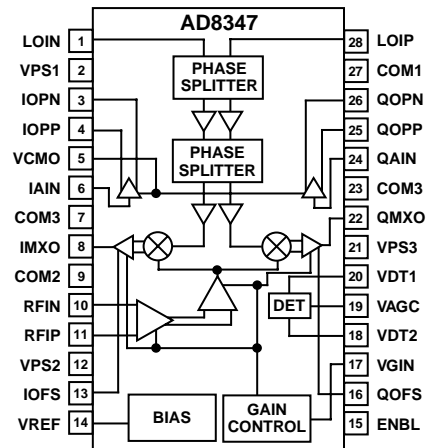 AD8347
LOIN 1
VPS1 2
IOPN 3
IOPP 4
VCMO 5
IAIN 6
COM3 7
IMXO 8
COM2 9
RFIN 10
RFIP 11
VPS2 12
IOFS 13
VREF 14
28 LOIP
27 COM1
26 QOPN
25 QOPP
24 QAIN
23 COM3
22 QMXO
21 VPS3
20 VDT1
19 VAGC
18 VDT2
17 VGIN
16 QOFS
15 ENBL
PHASE
SPLITTER
PHASE
SPLITTER
DET
BIAS
GAIN
CONTROL